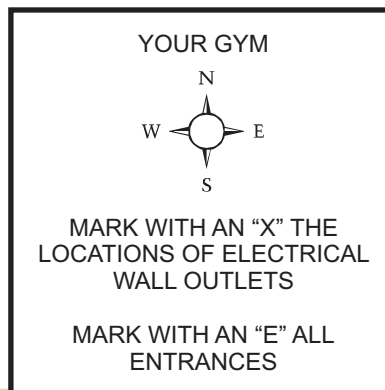 YOUR GYM
N
W E
S
MARK WITH AN “X” THE
LOCATIONS OF ELECTRICAL
WALL OUTLETS
MARK WITH AN “E” ALL
ENTRANCES